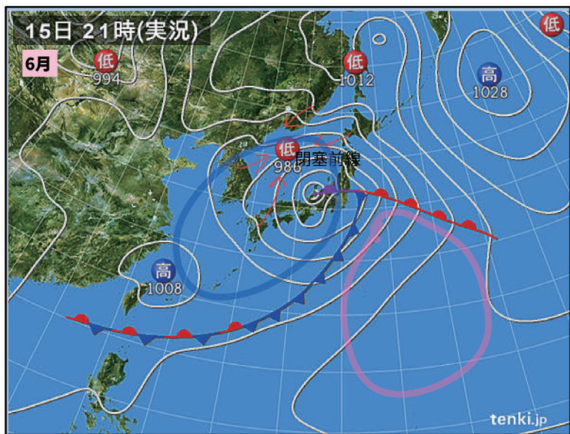 15日 21時(実況)
6月
低
994
低
1012
高
1028
低
低
986
閉塞前線
高
1008
tenki.jp